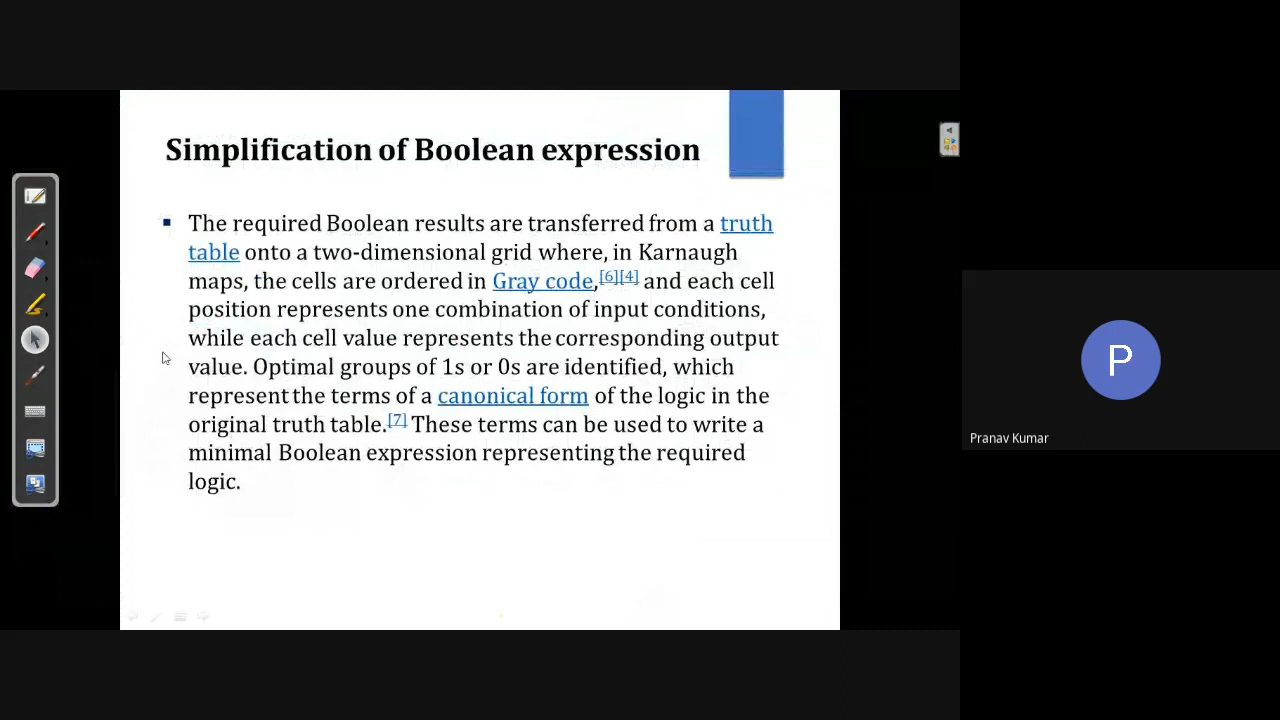 Simplification of Boolean expression
The required Boolean results are transferred from a truth
table onto a two-dimensional grid where, in Karnaugh
maps, the cells are ordered in Gray code,[6][4] and each cell
position represents one combination of input conditions,
while each cell value represents the corresponding output
value. Optimal groups of 1s or 0s are identified, which
represent the terms of a canonical form of the logic in the
original truth table.[7] These terms can be used to write a
minimal Boolean expression representing the required
logic.
P
Pranav Kumar